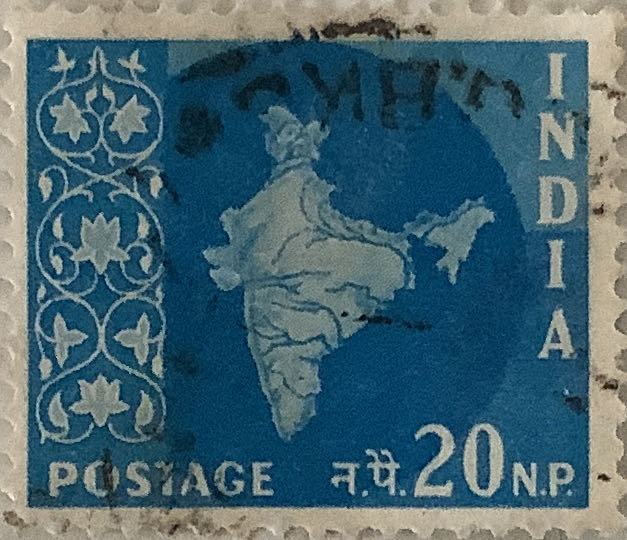 INDIA
POSTAGE न.पै. 20 N.P.